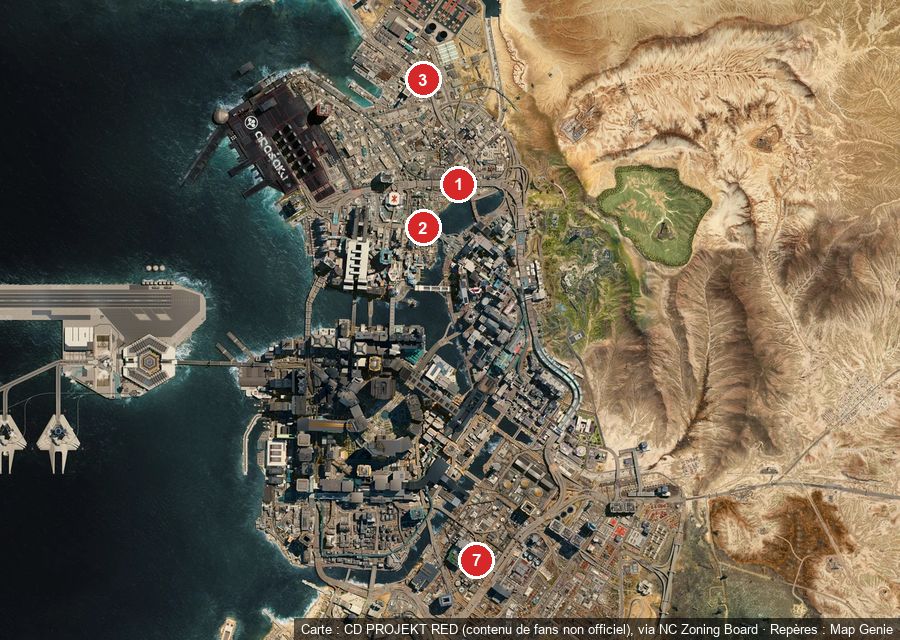 3
ARASAKA
1
2
7
Carte : CD PROJEKT RED (contenu de fans non officiel), via NC Zoning Board · Repères : Map Genie